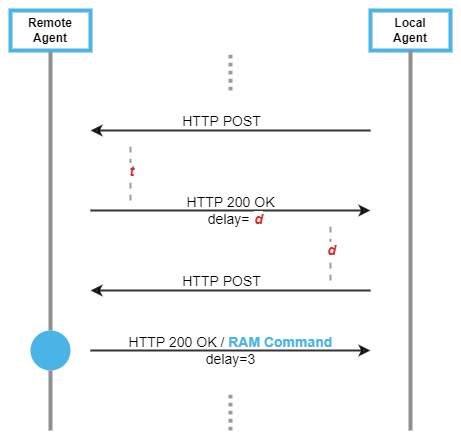 Remote
Agent
Local
Agent
HTTP POST
t
HTTP 200 OK
delay= d
d
HTTP POST
HTTP 200 OK / RAM Command
delay=3